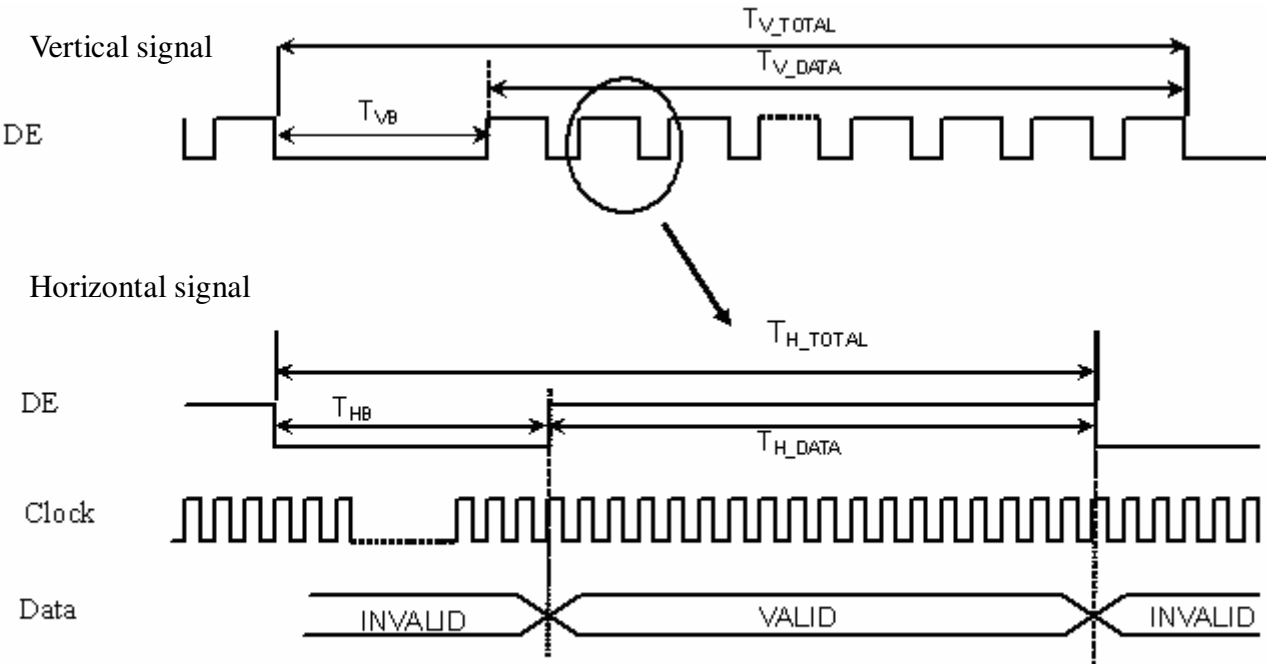 T_V_TOTAL
Vertical signal
T_V_DATA
T_VB
DE
Horizontal signal
T_H_TOTAL
DE
T_HB
T_H_DATA
Clock
Data
INVALID
VALID
INVALID